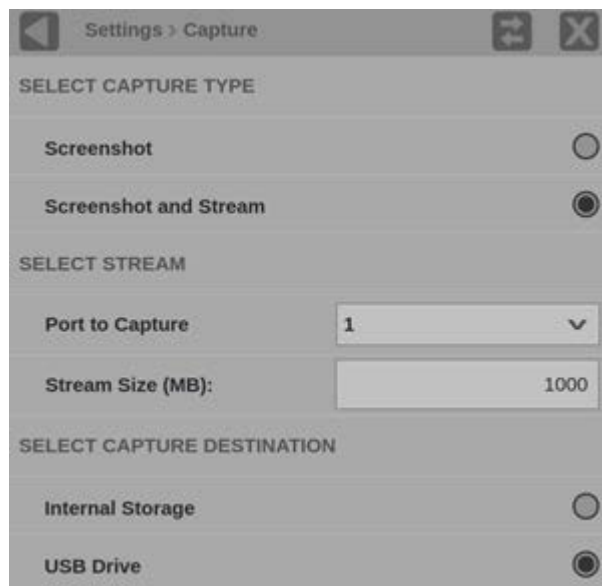 Settings > Capture
SELECT CAPTURE TYPE
Screenshot
Screenshot and Stream
SELECT STREAM
Port to Capture 1
Stream Size (MB): 1000
SELECT CAPTURE DESTINATION
Internal Storage
USB Drive